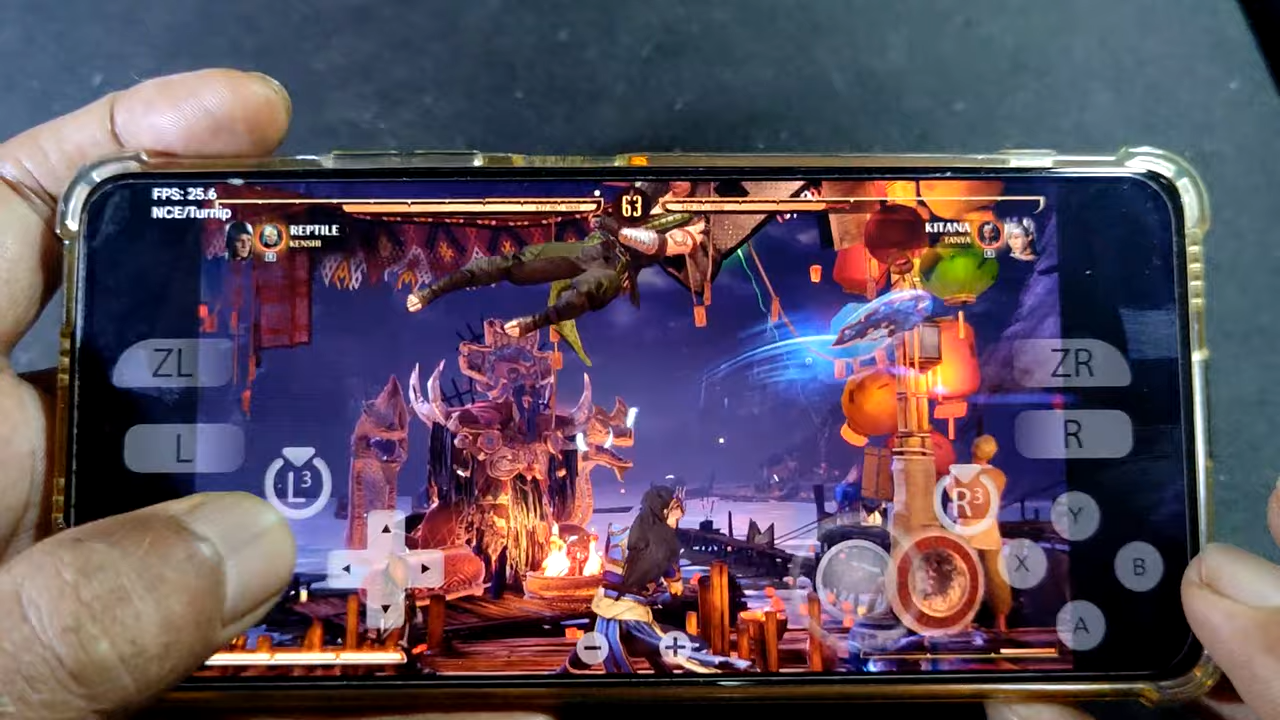 FPS: 25.6
NCE/Turnip
63
REPTILE
KENSHI
KITANA
TANYA
ZL
ZR
L
R
L3
R3
Y
X
B
A